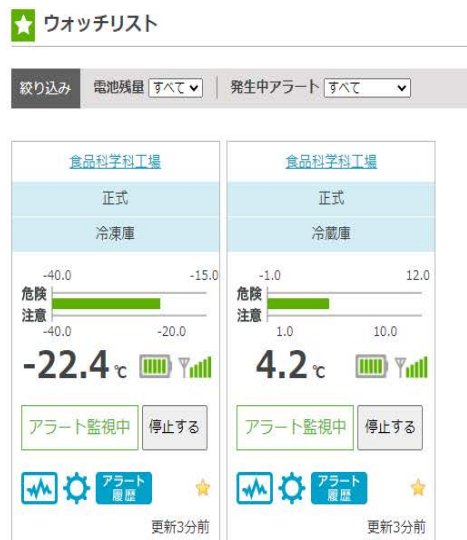 ウォッチリスト
絞り込み 電池残量 すべて 発生中アラート すべて
食品科学科工場
正式
冷凍庫
-40.0 -15.0
危険
注意
-40.0 -20.0
-22.4 ℃
アラート監視中 停止する
アラート
履歴
更新3分前
食品科学科工場
正式
冷蔵庫
-1.0 12.0
危険
注意
1.0 10.0
4.2 ℃
アラート監視中 停止する
アラート
履歴
更新3分前